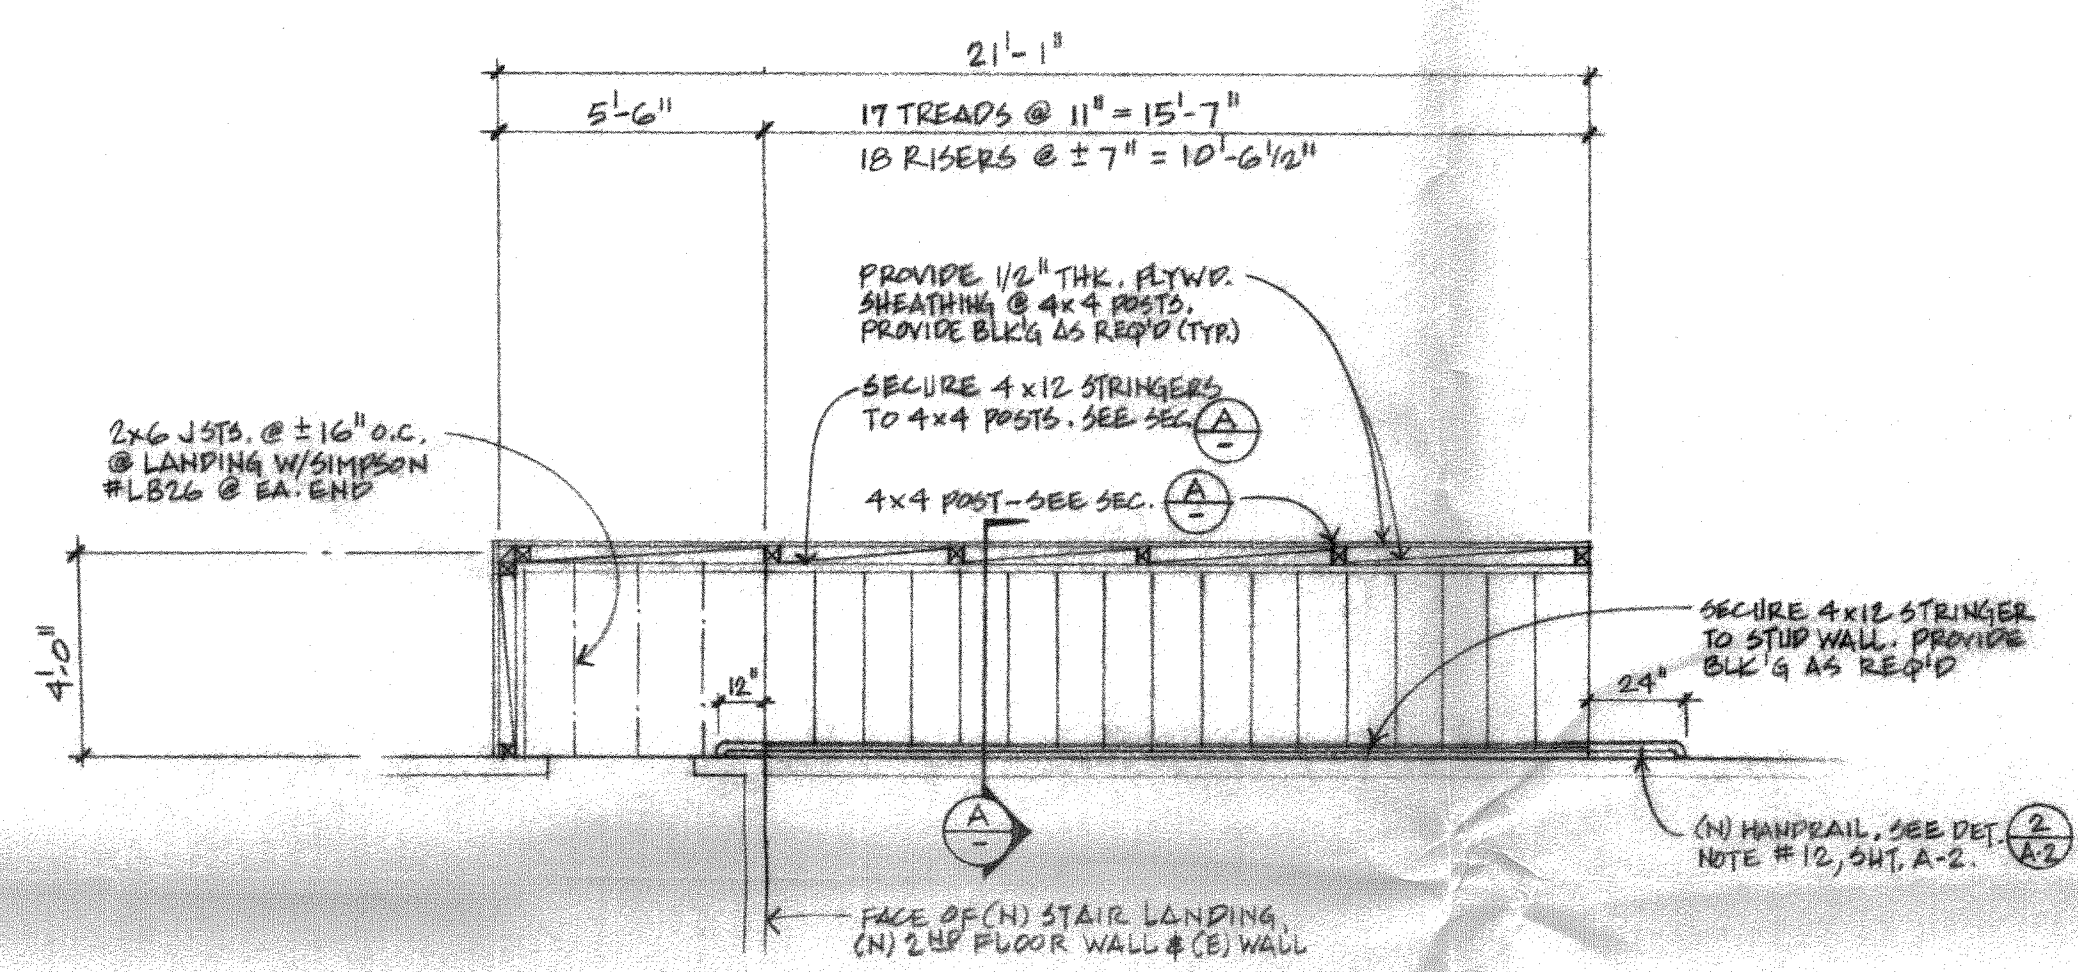 21'-1"
5'-6"
17 TREADS @ 11" = 15'-7"
18 RISERS @ ± 7" = 10'-6 1/2"
PROVIDE 1/2" THK. PLYWD.
SHEATHING @ 4x4 POSTS.
PROVIDE BLK'G AS REQ'D (TYP.)
SECURE 4x12 STRINGERS
TO 4x4 POSTS. SEE SEC.
A
-
2x6 JSTS. @ ±16" O.C.
@ LANDING W/SIMPSON
#LB26 @ EA. END
4x4 POST-SEE SEC.
A
-
4'-0"
12"
24"
SECURE 4x12 STRINGER
TO STUD WALL. PROVIDE
BLK'G AS REQ'D
A
-
(N) HANDRAIL, SEE DET.
NOTE #12, SHT. A-2.
2
A-2
FACE OF (N) STAIR LANDING,
(N) 2ND FLOOR WALL & (E) WALL